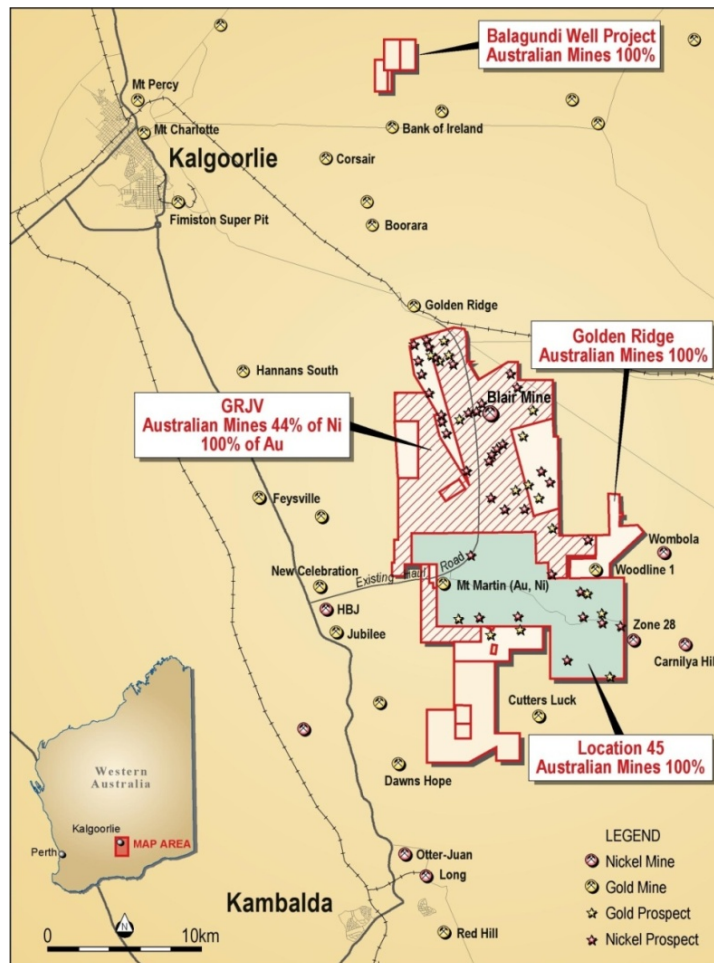 Balagundi Well Project
Australian Mines 100%
Mt Percy
Mt Charlotte
Bank of Ireland
Kalgoorlie
Corsair
Fimiston Super Pit
Boorara
Golden Ridge
Golden Ridge
Australian Mines 100%
Hannans South
Blair Mine
GRJV
Australian Mines 44% of Ni
100% of Au
Feysville
Wombola
Existing Haul Road
Woodline 1
New Celebration
Mt Martin (Au, Ni)
HBJ
Jubilee
Zone 28
Carnilya Hil
Cutters Luck
Location 45
Australian Mines 100%
Dawns Hope
Western
Australia
Kalgoorlie
MAP AREA
Perth
Otter-Juan
Long
Kambalda
Red Hill
LEGEND
Nickel Mine
Gold Mine
Gold Prospect
Nickel Prospect
N
0
10km